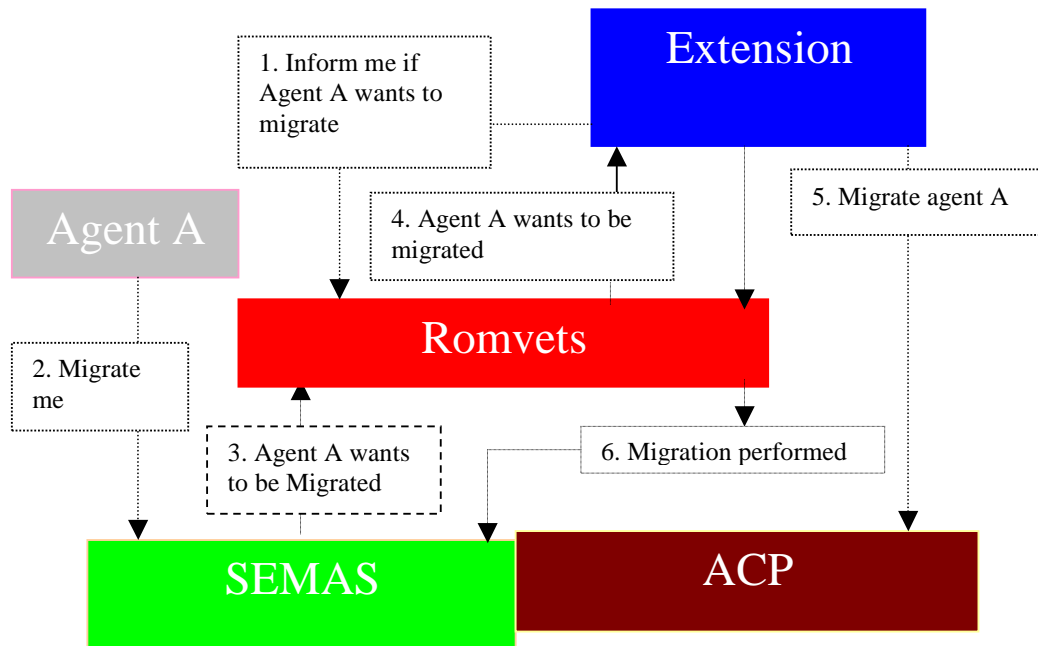 Extension
1. Inform me if
Agent A wants to
migrate
5. Migrate agent A
4. Agent A wants to be
migrated
Agent A
Romvets
2. Migrate
me
3. Agent A wants
to be Migrated
6. Migration performed
SEMAS
ACP